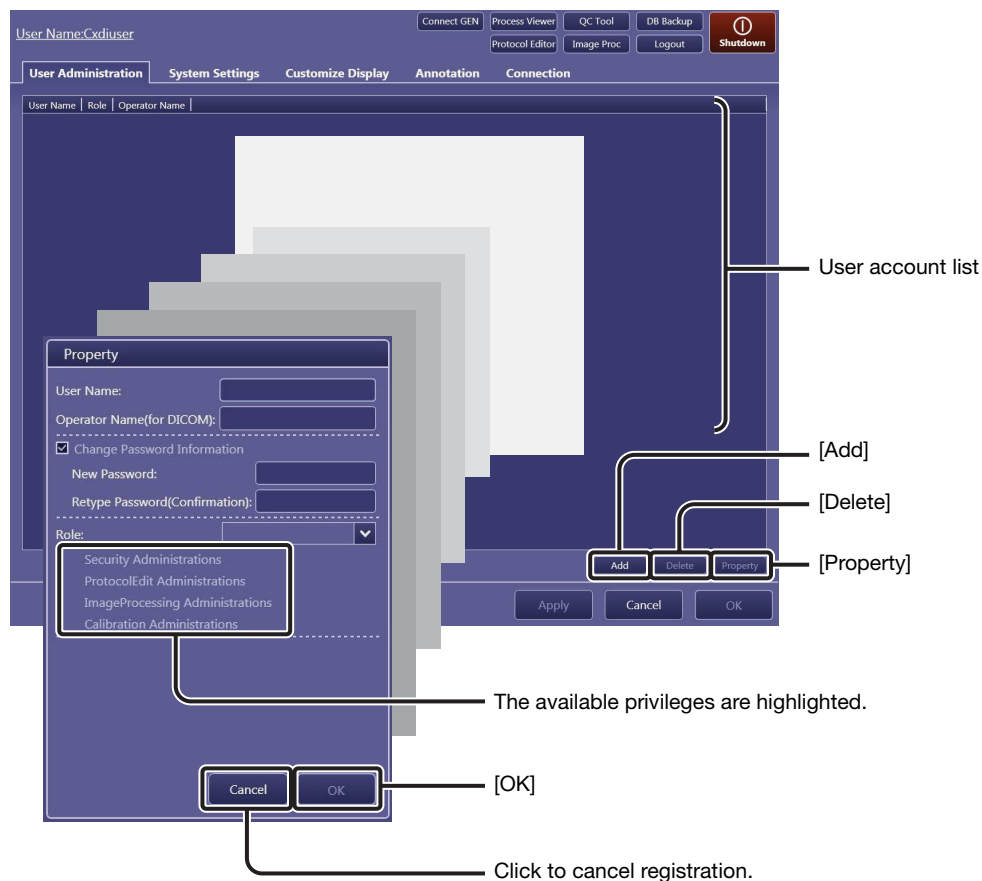 User Name:Cxdiuser
Connect GEN
Process Viewer
QC Tool
DB Backup
Shutdown
Protocol Editor
Image Proc
Logout
User Administration
System Settings
Customize Display
Annotation
Connection
User Name
Role
Operator Name
User account list
Property
User Name:
Operator Name(for DICOM):
Change Password Information
New Password:
Retype Password(Confirmation):
Role:
Security Administrations
ProtocolEdit Administrations
ImageProcessing Administrations
Calibration Administrations
Cancel
OK
[Add]
[Delete]
[Property]
Add
Delete
Property
Apply
Cancel
OK
The available privileges are highlighted.
[OK]
Click to cancel registration.